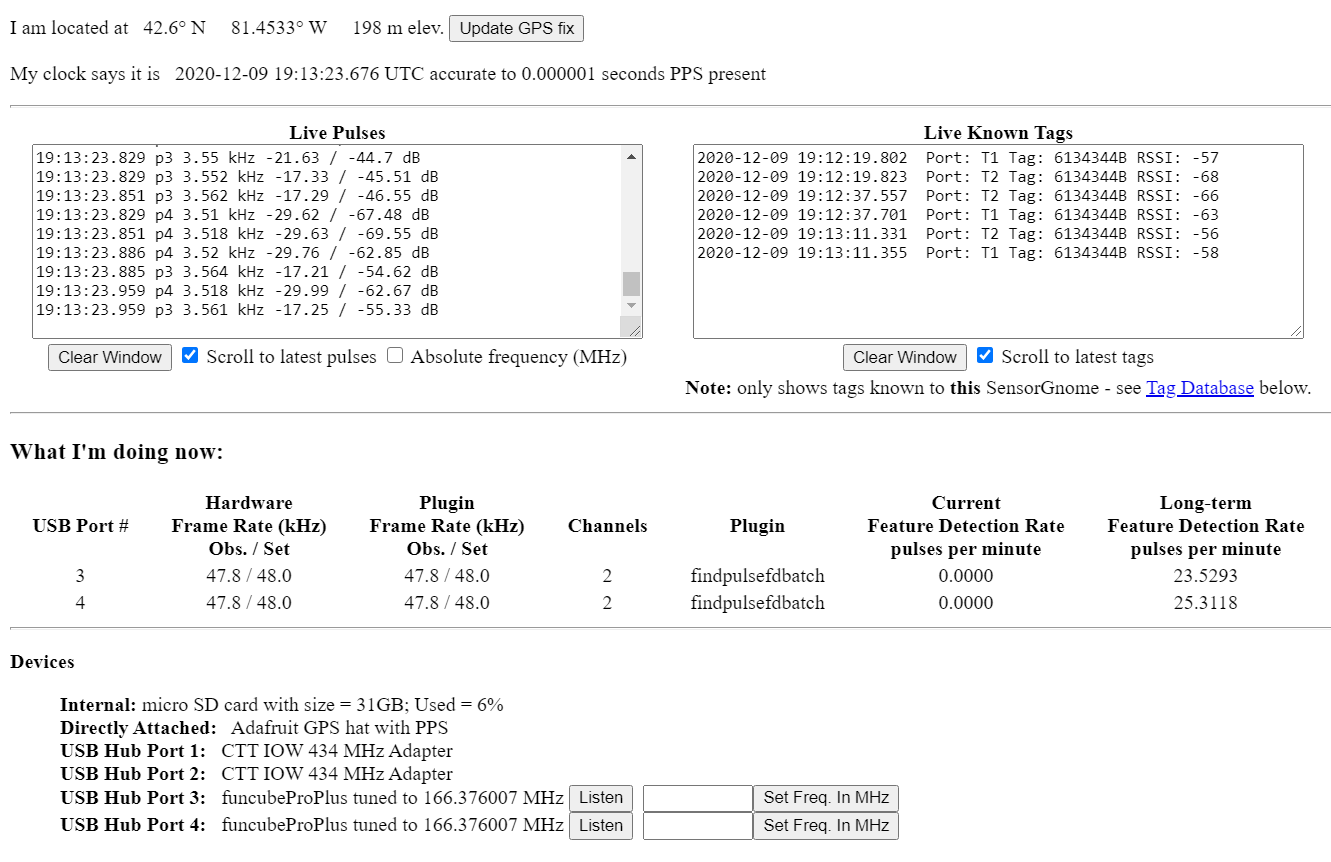 I am located at 42.6° N 81.4533° W 198 m elev. Update GPS fix
My clock says it is 2020-12-09 19:13:23.676 UTC accurate to 0.000001 seconds PPS present
Live Pulses
19:13:23.829 p3 3.55 kHz -21.63 / -44.7 dB
19:13:23.829 p3 3.552 kHz -17.33 / -45.51 dB
19:13:23.851 p3 3.562 kHz -17.29 / -46.55 dB
19:13:23.829 p4 3.51 kHz -29.62 / -67.48 dB
19:13:23.851 p4 3.518 kHz -29.63 / -69.55 dB
19:13:23.886 p4 3.52 kHz -29.76 / -62.85 dB
19:13:23.885 p3 3.564 kHz -17.21 / -54.62 dB
19:13:23.959 p4 3.518 kHz -29.99 / -62.67 dB
19:13:23.959 p3 3.561 kHz -17.25 / -55.33 dB
Clear Window Scroll to latest pulses Absolute frequency (MHz)
Live Known Tags
2020-12-09 19:12:19.802 Port: T1 Tag: 6134344B RSSI: -57
2020-12-09 19:12:19.823 Port: T2 Tag: 6134344B RSSI: -68
2020-12-09 19:12:37.557 Port: T2 Tag: 6134344B RSSI: -66
2020-12-09 19:12:37.701 Port: T1 Tag: 6134344B RSSI: -63
2020-12-09 19:13:11.331 Port: T2 Tag: 6134344B RSSI: -56
2020-12-09 19:13:11.355 Port: T1 Tag: 6134344B RSSI: -58
Clear Window Scroll to latest tags
Note: only shows tags known to this SensorGnome - see Tag Database below.
What I'm doing now:
USB Port # Hardware Frame Rate (kHz) Obs. / Set Plugin Frame Rate (kHz) Obs. / Set Channels Plugin Current Feature Detection Rate pulses per minute Long-term Feature Detection Rate pulses per minute
3 47.8 / 48.0 47.8 / 48.0 2 findpulsefdbatch 0.0000 23.5293
4 47.8 / 48.0 47.8 / 48.0 2 findpulsefdbatch 0.0000 25.3118
Devices
Internal: micro SD card with size = 31GB; Used = 6%
Directly Attached: Adafruit GPS hat with PPS
USB Hub Port 1: CTT IOW 434 MHz Adapter
USB Hub Port 2: CTT IOW 434 MHz Adapter
USB Hub Port 3: funcubeProPlus tuned to 166.376007 MHz Listen Set Freq. In MHz
USB Hub Port 4: funcubeProPlus tuned to 166.376007 MHz Listen Set Freq. In MHz